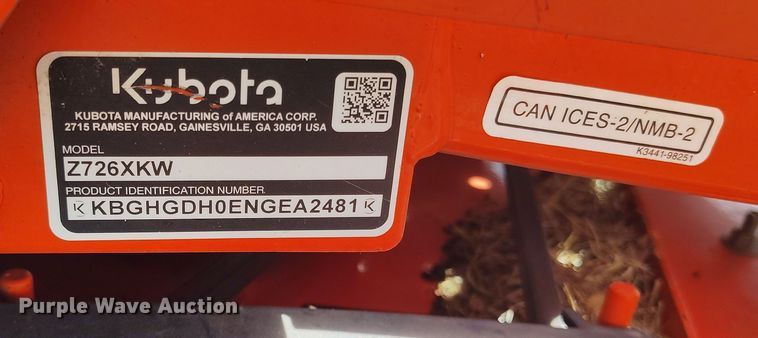 Kubota
KUBOTA MANUFACTURING of AMERICA CORP.
2715 RAMSEY ROAD, GAINESVILLE, GA 30501 USA
MODEL
Z726XKW
PRODUCT IDENTIFICATION NUMBER
KBGHGDH0ENGEA2481
CAN ICES-2/NMB-2
K3441-98251
Purple Wave Auction